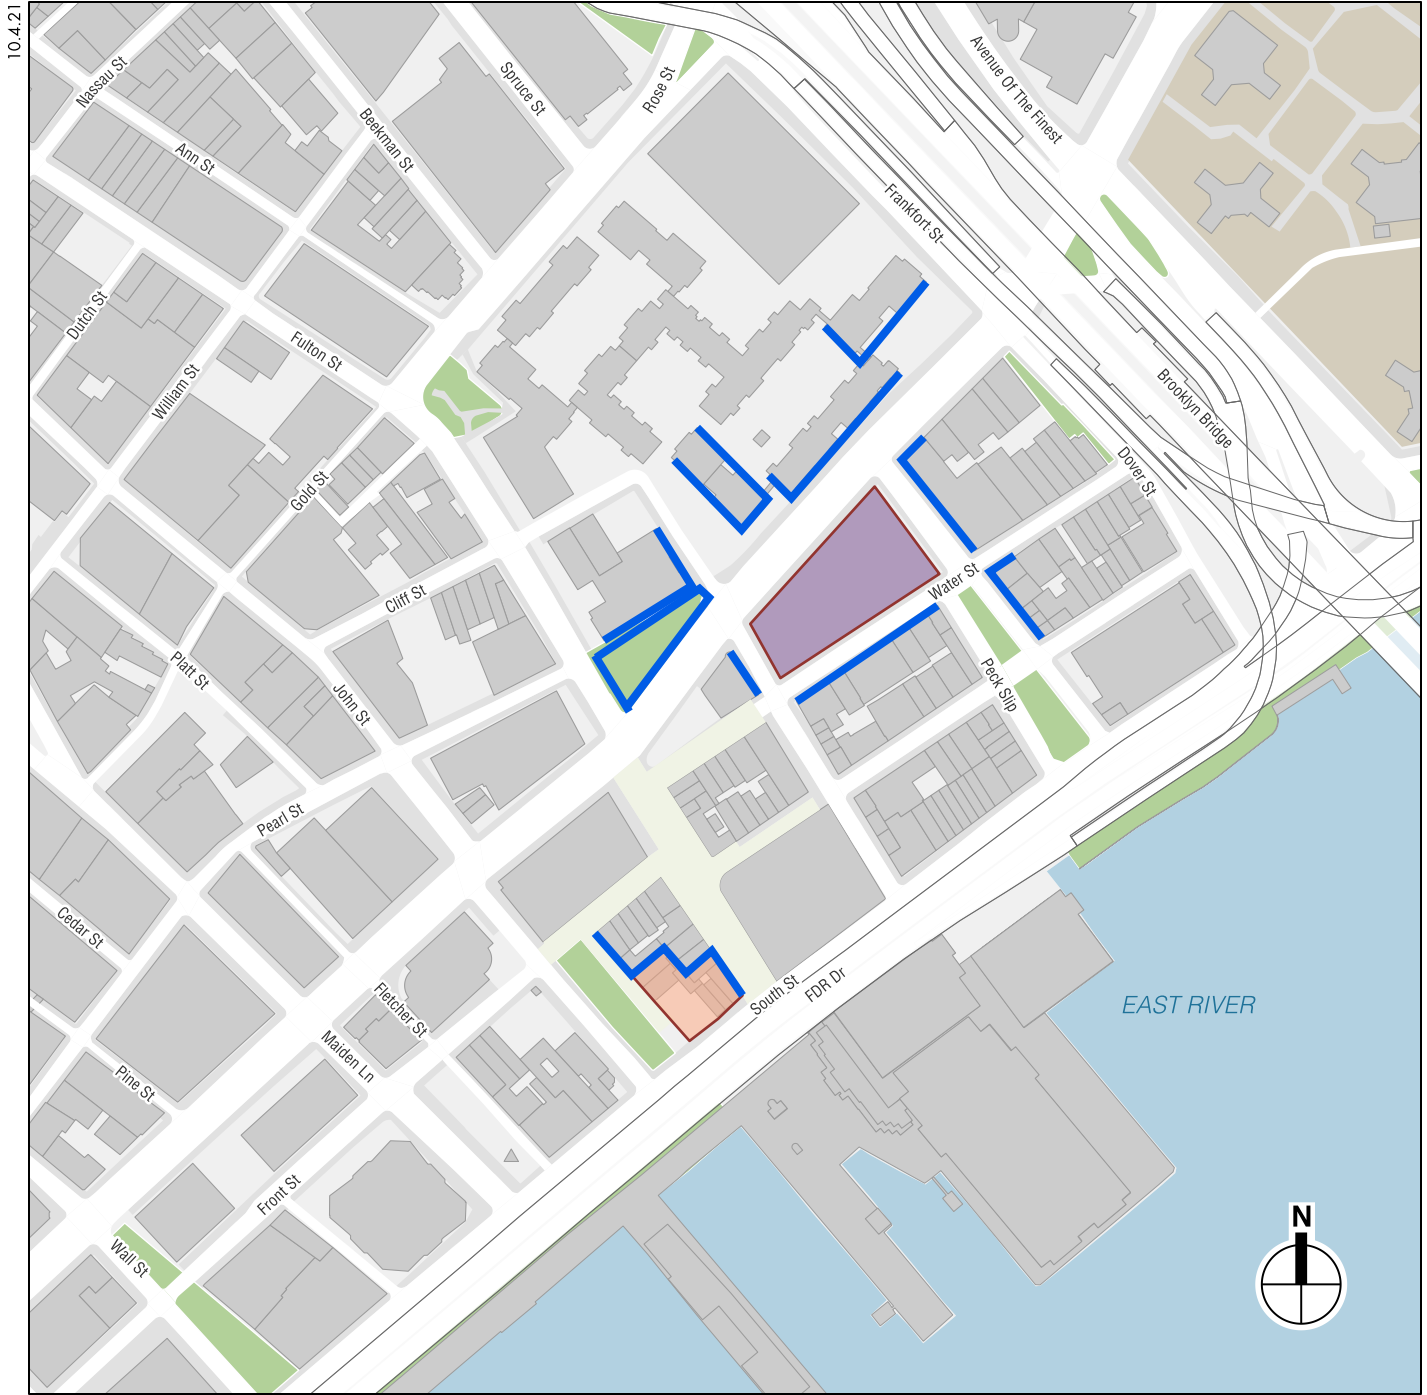 10.4.21
Nassau St
Ann St
Beekman St
Spruce St
Rose St
Avenue Of The Finest
Frankfort St
Dutch St
William St
Fulton St
Gold St
Brooklyn Bridge
Dover St
Cliff St
Water St
Platt St
John St
Peck Slip
Pearl St
Cedar St
South St
FDR Dr
EAST RIVER
Fletcher St
Maiden Ln
Pine St
Front St
Wall St
N